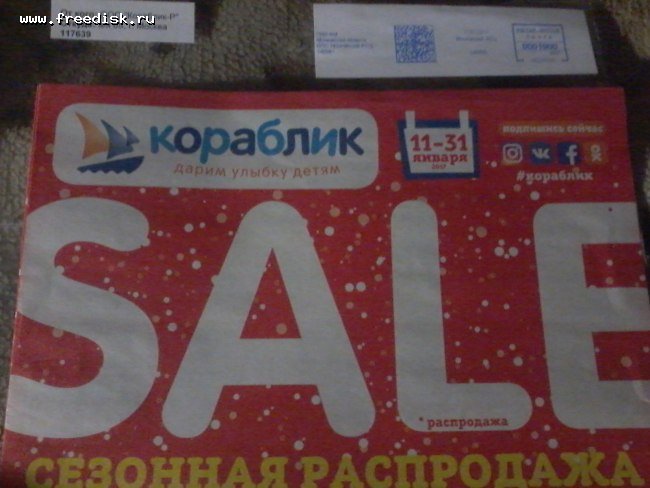 www.freedisk.ru
117639
кораблик
дарим улыбку детям
11-31
января
2017
подпишись сейчас
#кораблик
SALE
* распродажа
СЕЗОННАЯ РАСПРОДАЖА